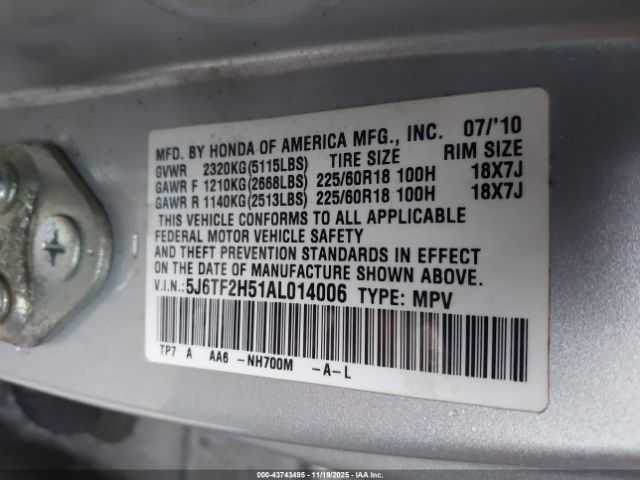 MFD. BY HONDA OF AMERICA MFG., INC. 07/'10
GVWR 2320KG(5115LBS) TIRE SIZE RIM SIZE
GAWR F 1210KG(2668LBS) 225/60R18 100H 18X7J
GAWR R 1140KG(2513LBS) 225/60R18 100H 18X7J
THIS VEHICLE CONFORMS TO ALL APPLICABLE
FEDERAL MOTOR VEHICLE SAFETY
AND THEFT PREVENTION STANDARDS IN EFFECT
ON THE DATE OF MANUFACTURE SHOWN ABOVE.
V.I.N.:5J6TF2H51AL014006 TYPE: MPV
TP7 A AA6 -NH700M -A-L
000-43743495 - 11/19/2025 - IAAI.COM